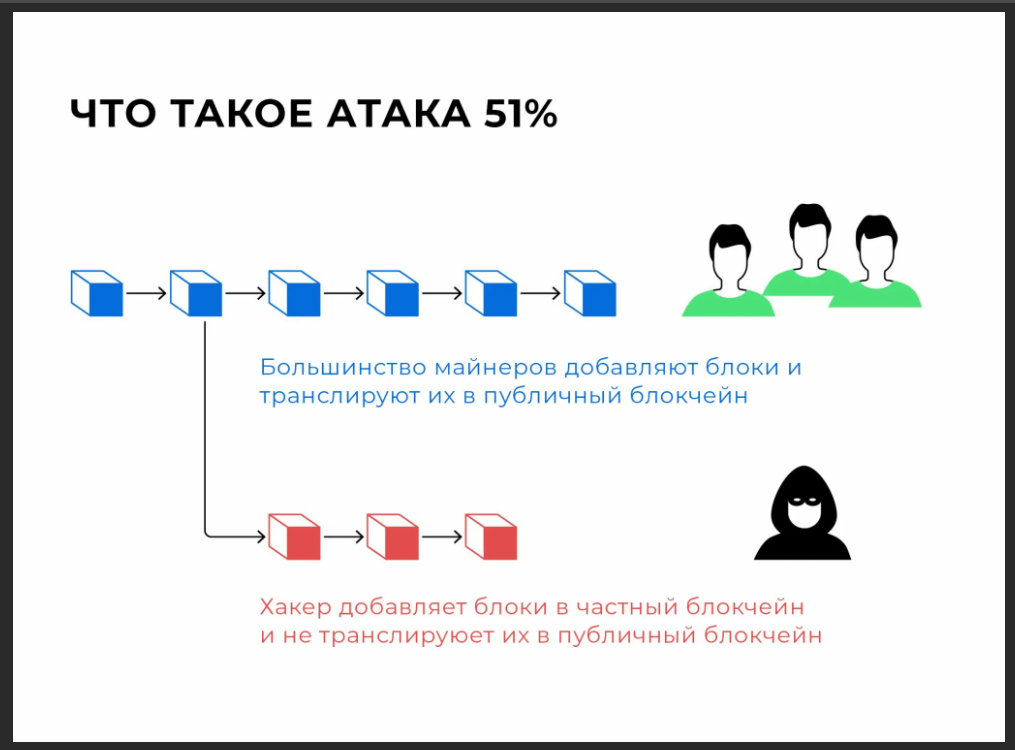 ЧТО ТАКОЕ АТАКА 51%
Большинство майнеров добавляют блоки и
транслируют их в публичный блокчейн
Хакер добавляет блоки в частный блокчейн
и не транслируюет их в публичный блокчейн